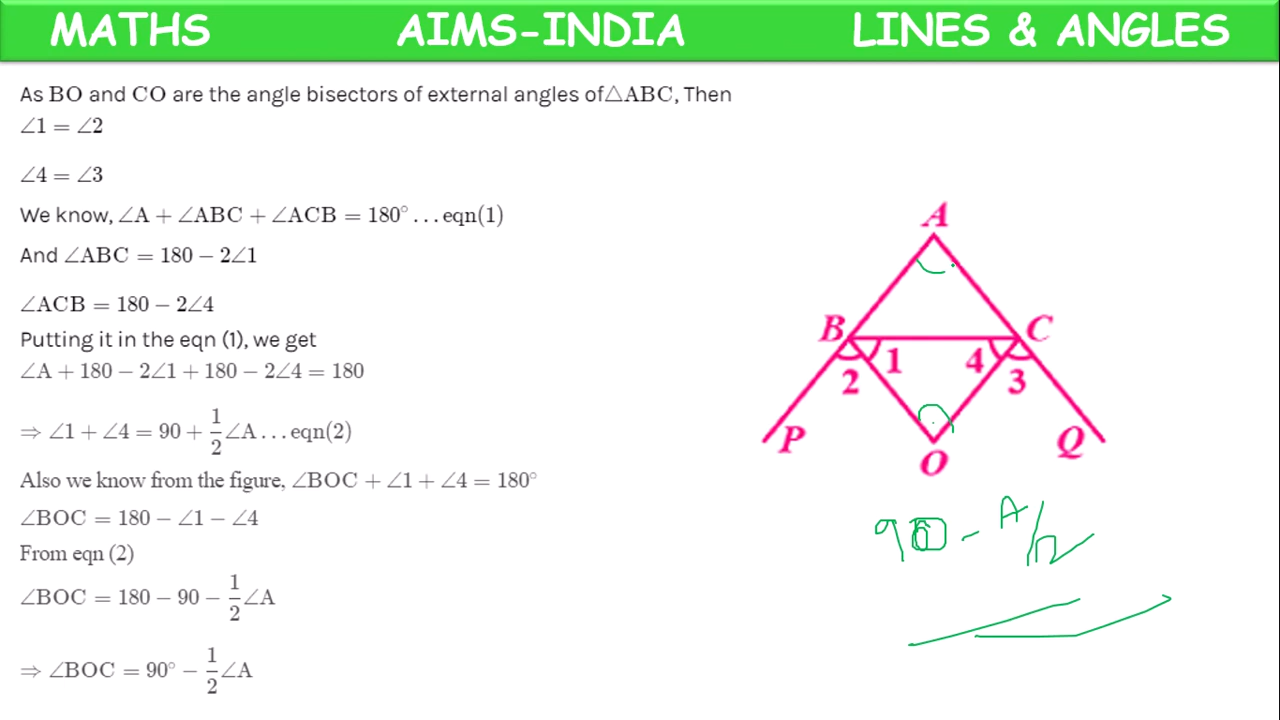 MATHS AIMS-INDIA LINES & ANGLES
As BO and CO are the angle bisectors of external angles of△ABC, Then
∠1 = ∠2
∠4 = ∠3
We know, ∠A + ∠ABC + ∠ACB = 180° … eqn(1)
And ∠ABC = 180 − 2∠1
∠ACB = 180 − 2∠4
Putting it in the eqn (1), we get
∠A + 180 − 2∠1 + 180 − 2∠4 = 180
⇒ ∠1 + ∠4 = 90 + 1/2 ∠A … eqn(2)
Also we know from the figure, ∠BOC + ∠1 + ∠4 = 180°
∠BOC = 180 − ∠1 − ∠4
From eqn (2)
∠BOC = 180 − 90 − 1/2 ∠A
⇒ ∠BOC = 90° − 1/2 ∠A
A
B C
2 1 4 3
P O Q
90 - A/2